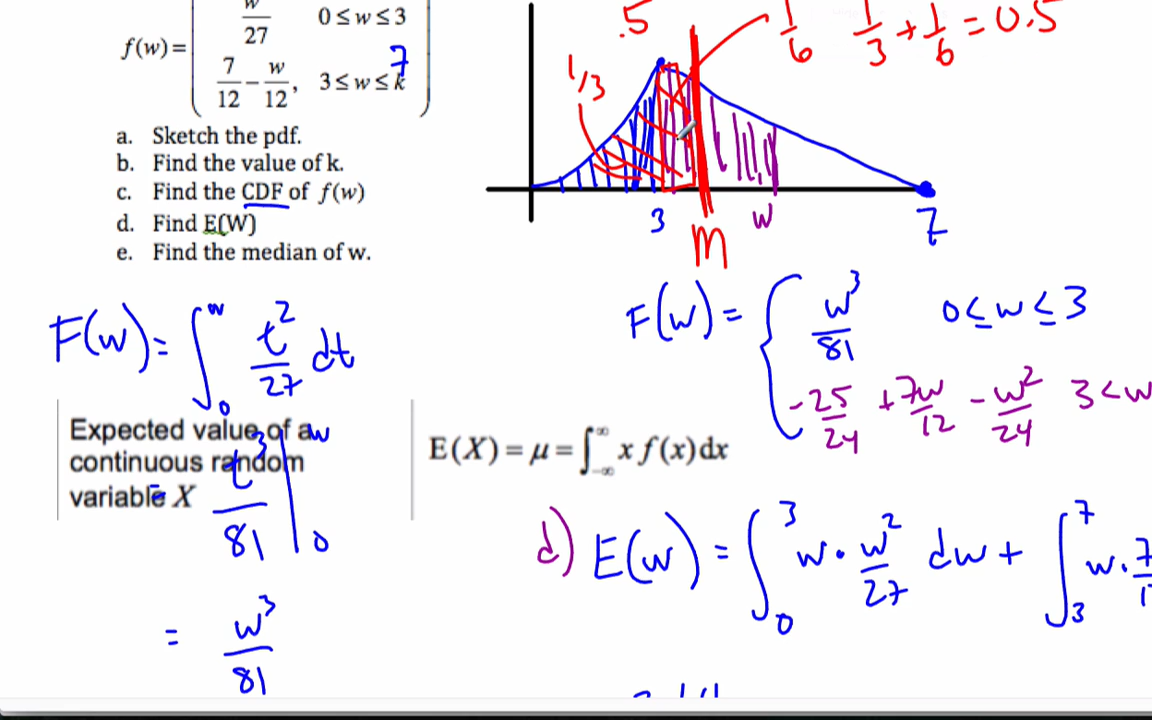 w
27 0 ≤ w ≤ 3
f(w) = 7
7/12 − w/12, 3 ≤ w ≤ k
a. Sketch the pdf.
b. Find the value of k.
c. Find the CDF of f(w)
d. Find E(W)
e. Find the median of w.
.5
1/6 1/3 + 1/6 = 0.5
1/3
3 m w 7
F(w) = ∫₀ʷ t²/27 dt
t³/81 |₀ʷ
= w³/81
F(w) = { w³/81 0 ≤ w ≤ 3
-25/24 + 7w/12 - w²/24 3 < w
Expected value of a
continuous random
variable X
E(X) = μ = ∫_{-∞}^{∞} x f(x)dx
d) E(w) = ∫₀³ w · w²/27 dw + ∫₃⁷ w · 7